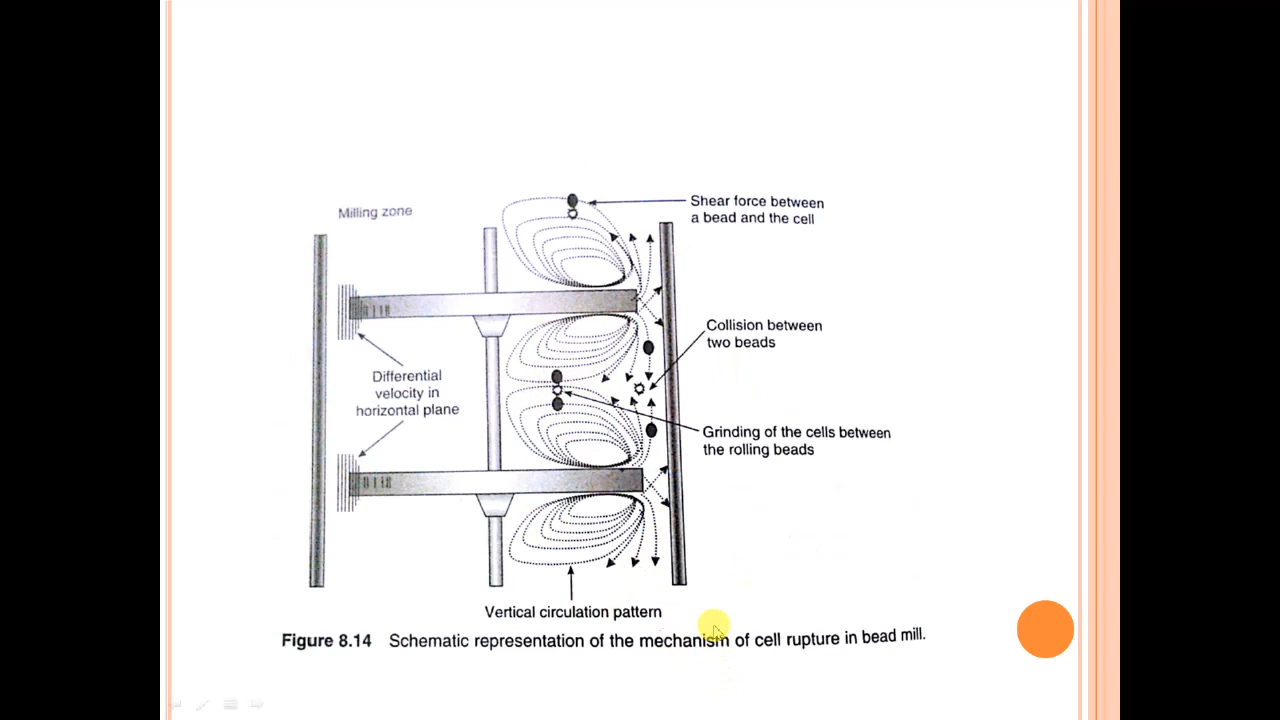 Milling zone
Shear force between
a bead and the cell
Collision between
two beads
Differential
velocity in
horizontal plane
Grinding of the cells between
the rolling beads
Vertical circulation pattern
Figure 8.14 Schematic representation of the mechanism of cell rupture in bead mill.